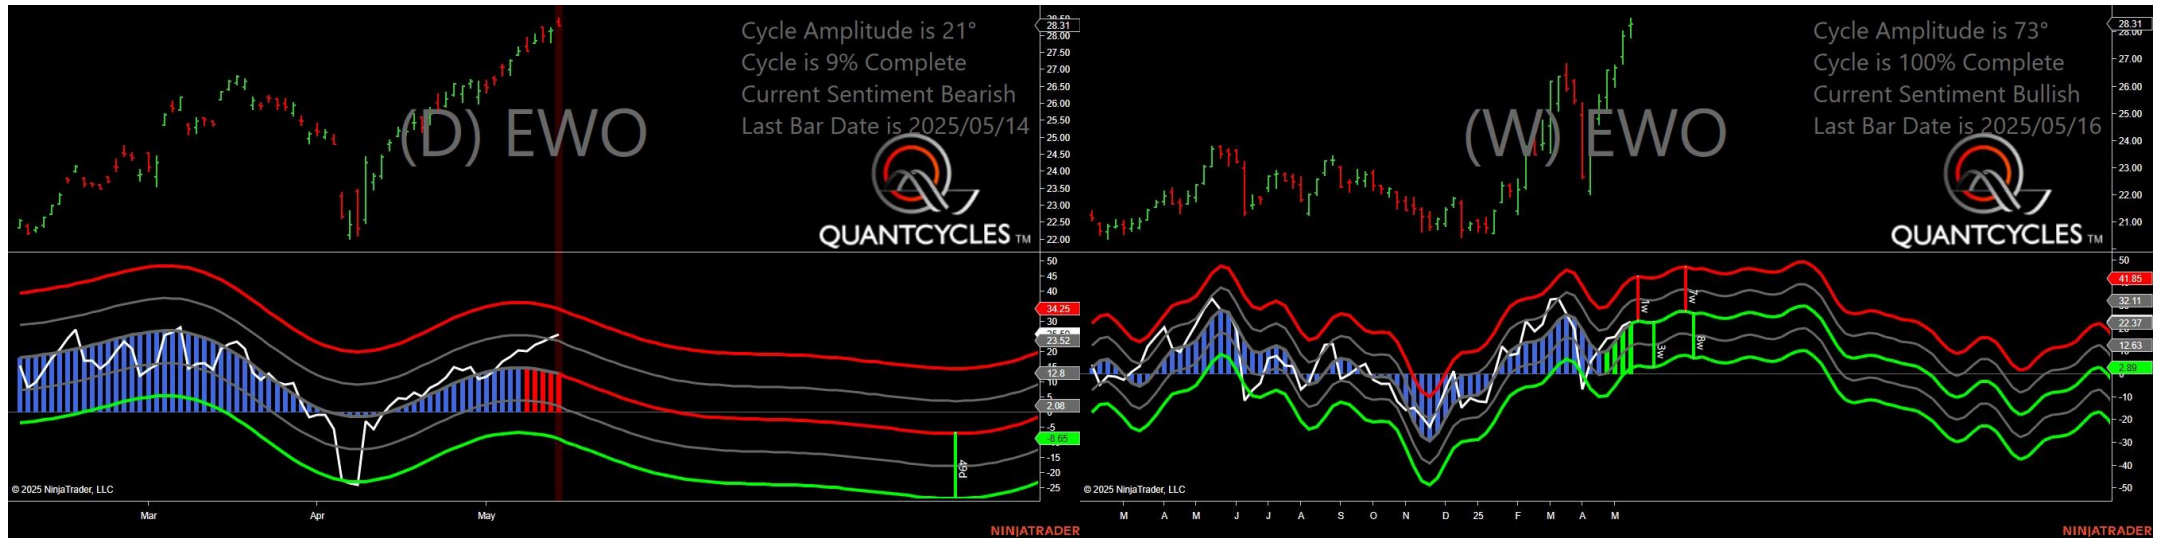 Cycle Amplitude is 21°
Cycle is 9% Complete
Current Sentiment Bearish
Last Bar Date is 2025/05/14
(D) EWO
QUANTCYCLES TM
28.50
28.31
28.00
27.50
27.00
26.50
26.00
25.50
25.00
24.50
24.00
23.50
23.00
22.50
22.00
50
45
40
34.25
30
23.52
20
15
12.8
10
5
2.08
0
-5
-8.65
-15
-20
-25
49d
© 2025 NinjaTrader, LLC
Mar
Apr
May
NINJATRADER
Cycle Amplitude is 73°
Cycle is 100% Complete
Current Sentiment Bullish
Last Bar Date is 2025/05/16
(W) EWO
QUANTCYCLES TM
28.31
28.00
27.00
26.00
25.00
24.00
23.00
22.00
21.00
50
41.85
32.11
22.37
12.63
2.89
0
-10
-20
-30
-40
-50
1w
7w
3w
8w
© 2025 NinjaTrader, LLC
M A M J J A S O N D 25 F M A M
NINJATRADER